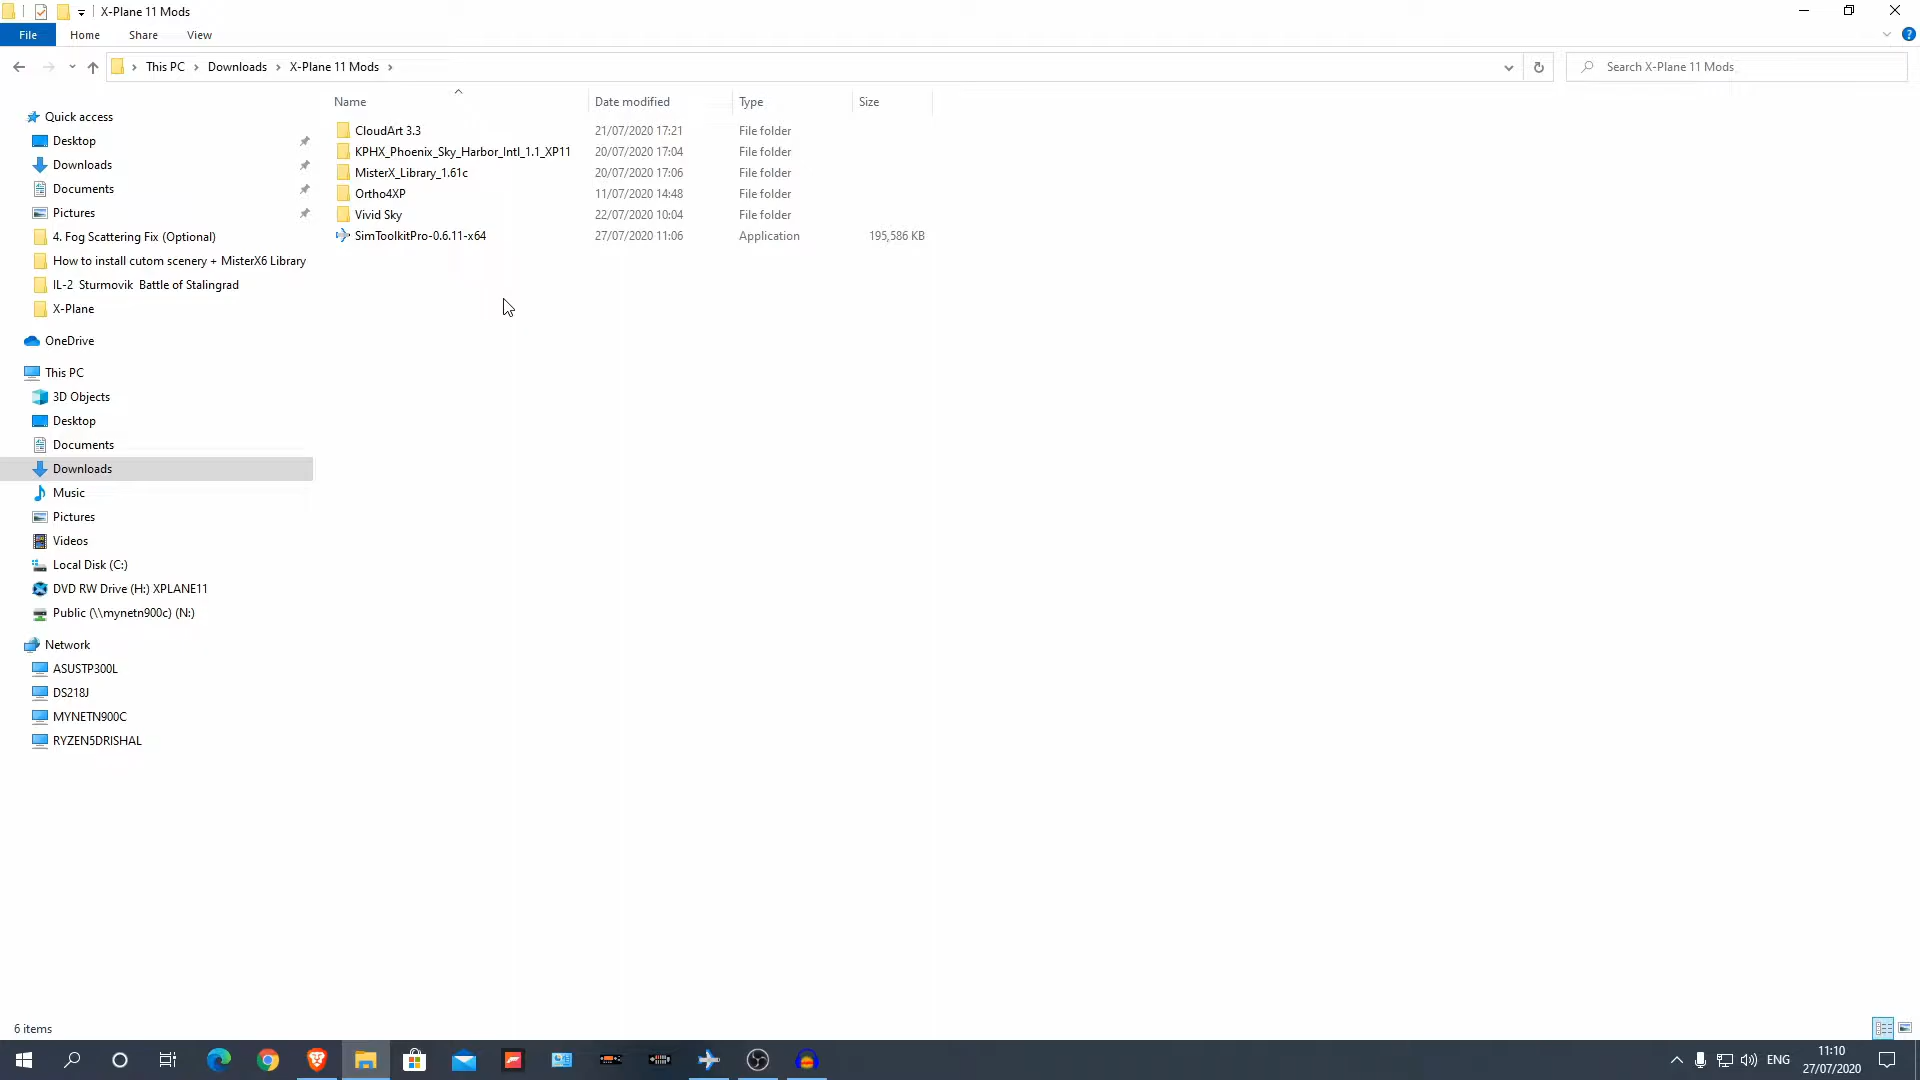 X-Plane 11 Mods
File
Home
Share
View
This PC
Downloads
X-Plane 11 Mods
Search X-Plane 11 Mods
Name
Date modified
Type
Size
CloudArt 3.3
21/07/2020 17:21
File folder
KPHX_Phoenix_Sky_Harbor_Intl_1.1_XP11
20/07/2020 17:04
File folder
MisterX_Library_1.61c
20/07/2020 17:06
File folder
Ortho4XP
11/07/2020 14:48
File folder
Vivid Sky
22/07/2020 10:04
File folder
SimToolkitPro-0.6.11-x64
27/07/2020 11:06
Application
195,586 KB
Quick access
Desktop
Downloads
Documents
Pictures
4. Fog Scattering Fix (Optional)
How to install cutom scenery + MisterX6 Library
IL-2  Sturmovik  Battle of Stalingrad
X-Plane
OneDrive
This PC
3D Objects
Desktop
Documents
Downloads
Music
Pictures
Videos
Local Disk (C:)
DVD RW Drive (H:) XPLANE11
Public (\\mynetn900c) (N:)
Network
ASUSTP300L
DS218J
MYNETN900C
RYZEN5DRISHAL
6 items
ENG
11:10
27/07/2020